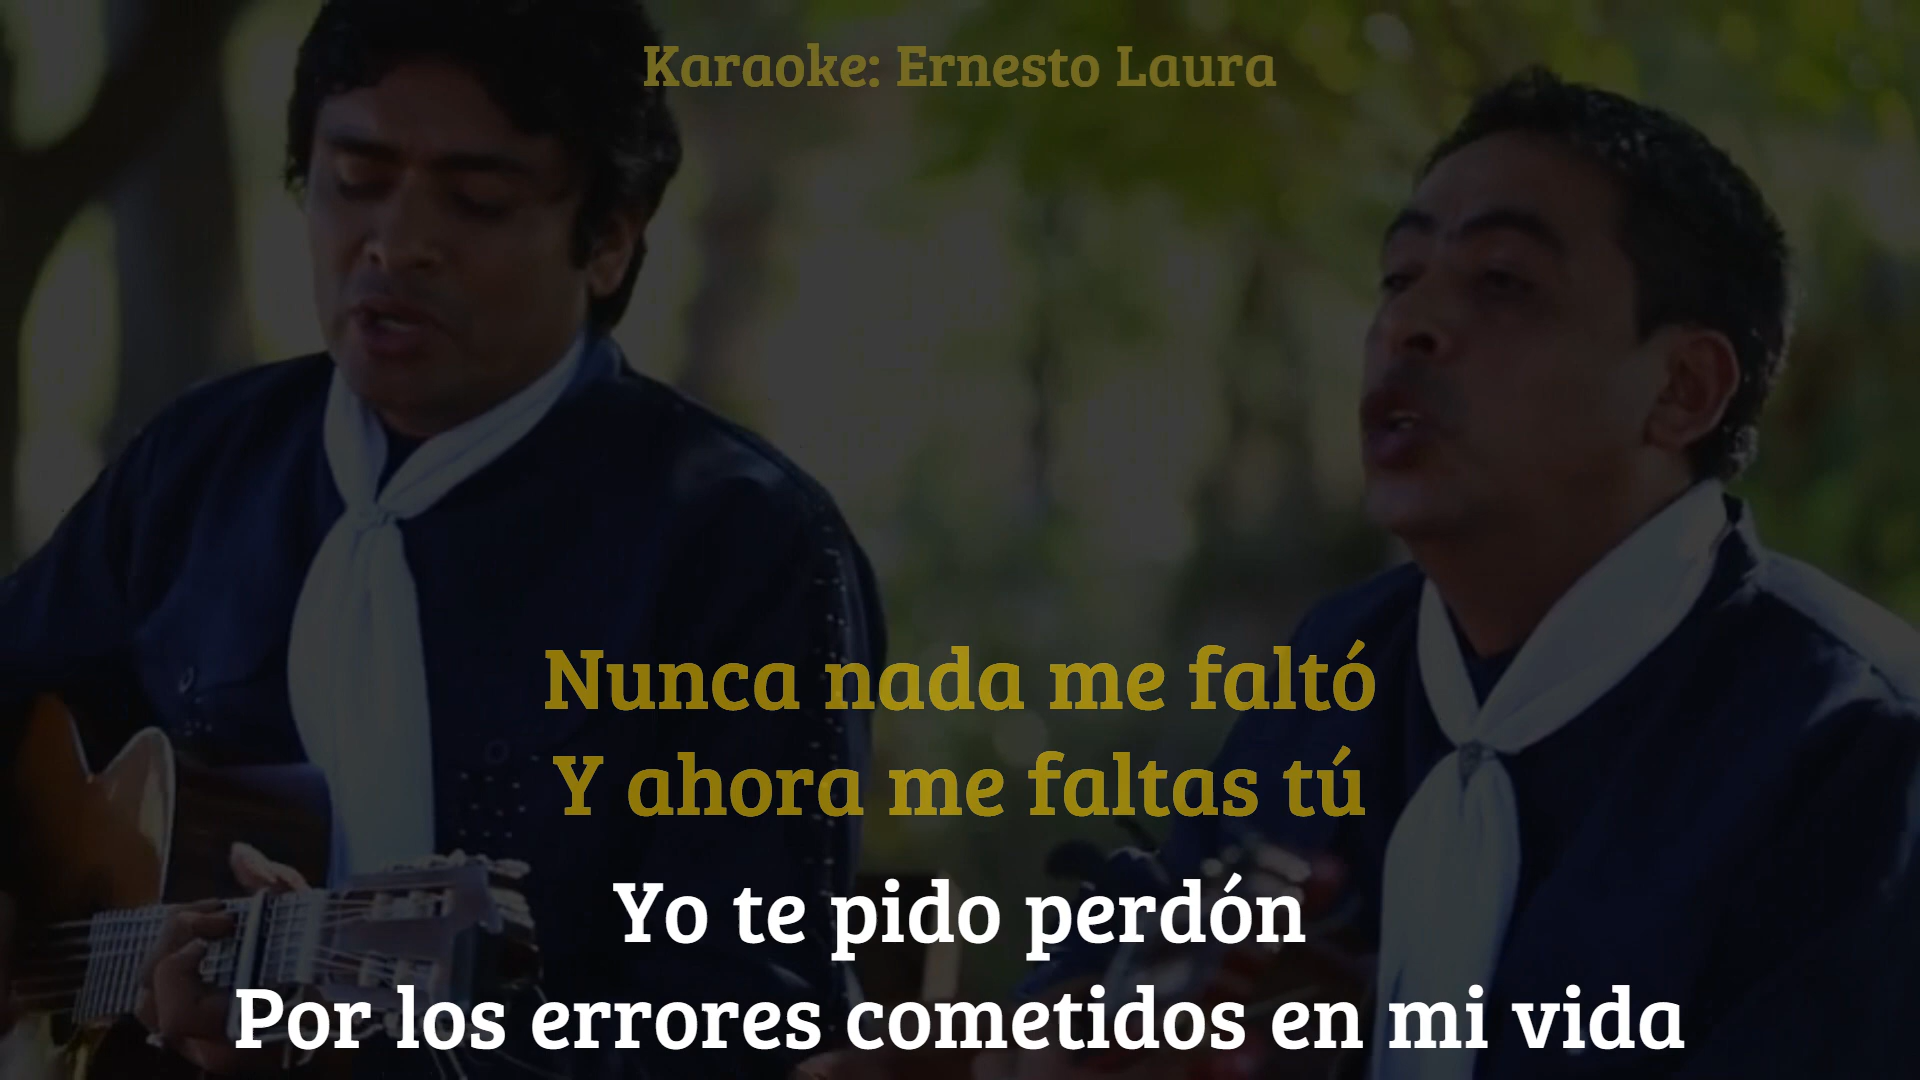 Karaoke: Ernesto Laura
Nunca nada me faltó
Y ahora me faltas tú
Yo te pido perdón
Por los errores cometidos en mi vida